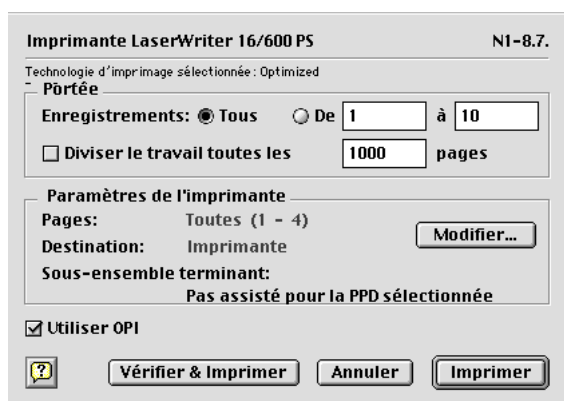 Imprimante LaserWriter 16/600 PS N1-8.7.
Technologie d'imprimage sélectionnée: Optimized
Portée
Enregistrements: Tous De 1 à 10
Diviser le travail toutes les 1000 pages
Paramètres de l'imprimante
Pages: Toutes (1 - 4)
Modifier...
Destination: Imprimante
Sous-ensemble terminant:
Pas assisté pour la PPD sélectionnée
Utiliser OPI
? Vérifier & Imprimer Annuler Imprimer